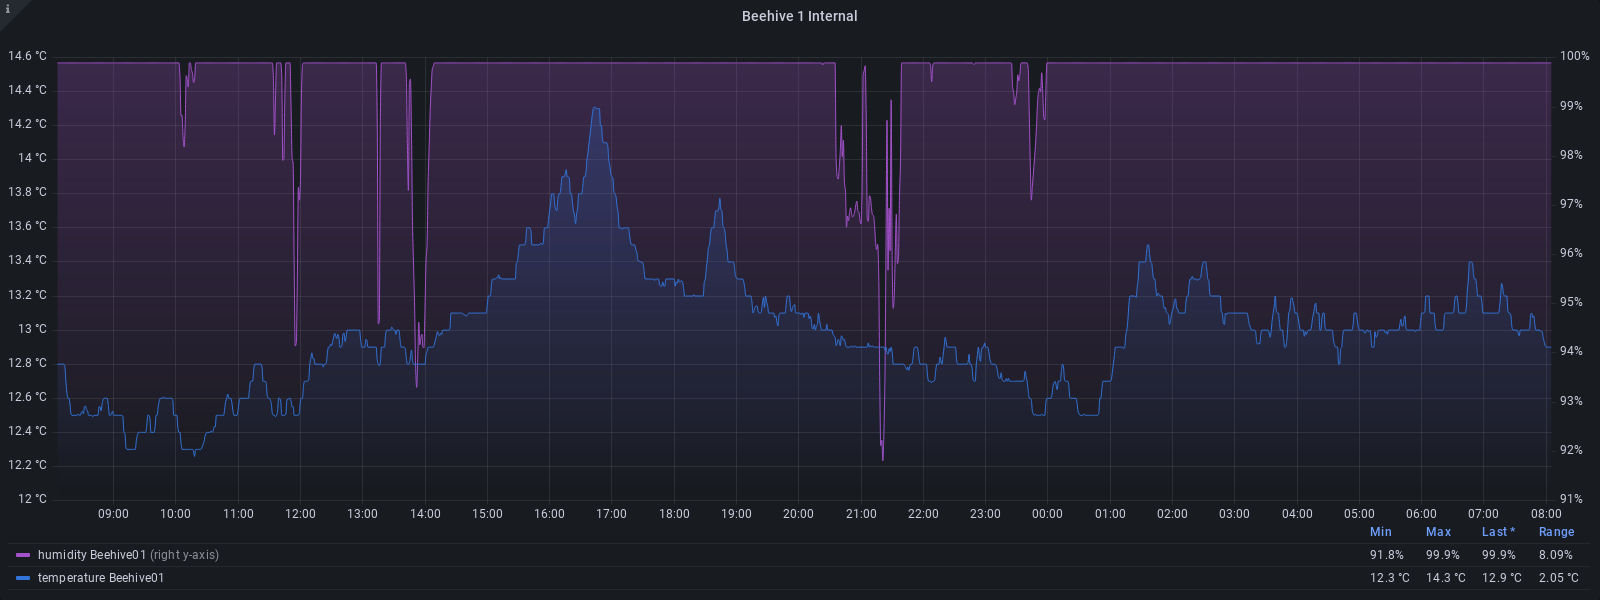 i
Beehive 1 Internal
14.6 °C 100%
14.4 °C
99%
14.2 °C
14 °C 98%
13.8 °C
97%
13.6 °C
13.4 °C 96%
13.2 °C 95%
13 °C
12.8 °C 94%
12.6 °C 93%
12.4 °C
12.2 °C 92%
12 °C 91%
09:00 10:00 11:00 12:00 13:00 14:00 15:00 16:00 17:00 18:00 19:00 20:00 21:00 22:00 23:00 00:00 01:00 02:00 03:00 04:00 05:00 06:00 07:00 08:00
Min Max Last * Range
humidity Beehive01 (right y-axis) 91.8% 99.9% 99.9% 8.09%
temperature Beehive01 12.3 °C 14.3 °C 12.9 °C 2.05 °C